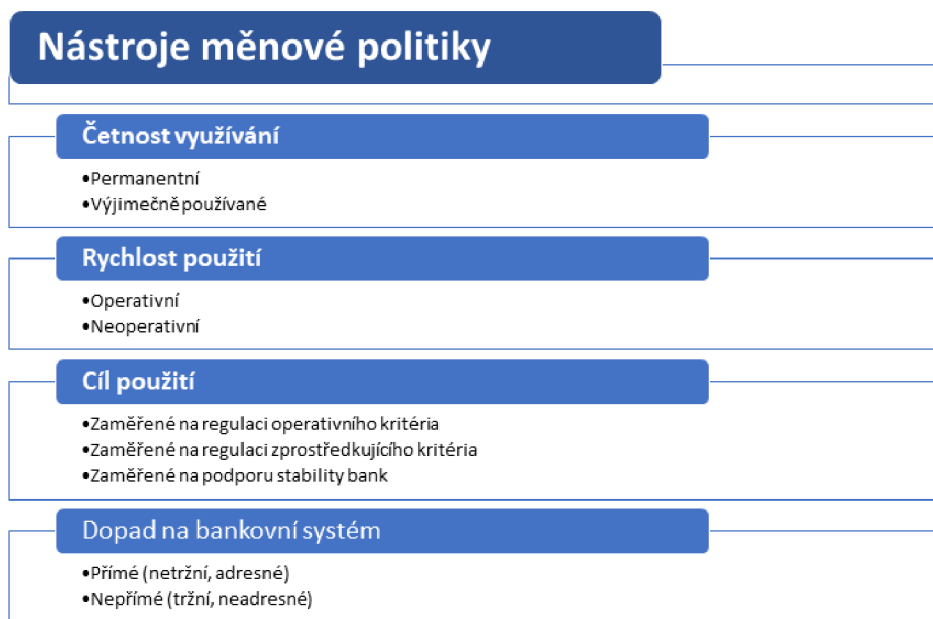 Nástroje měnové politiky
Četnost využívání
•Permanentní
•Výjimečně používané
Rychlost použití
•Operativní
•Neoperativní
Cíl použití
•Zaměřené na regulaci operativního kritéria
•Zaměřené na regulaci zprostředkujícího kritéria
•Zaměřené na podporu stability bank
Dopad na bankovní systém
•Přímé (netržní, adresné)
•Nepřímé (tržní, neadresné)